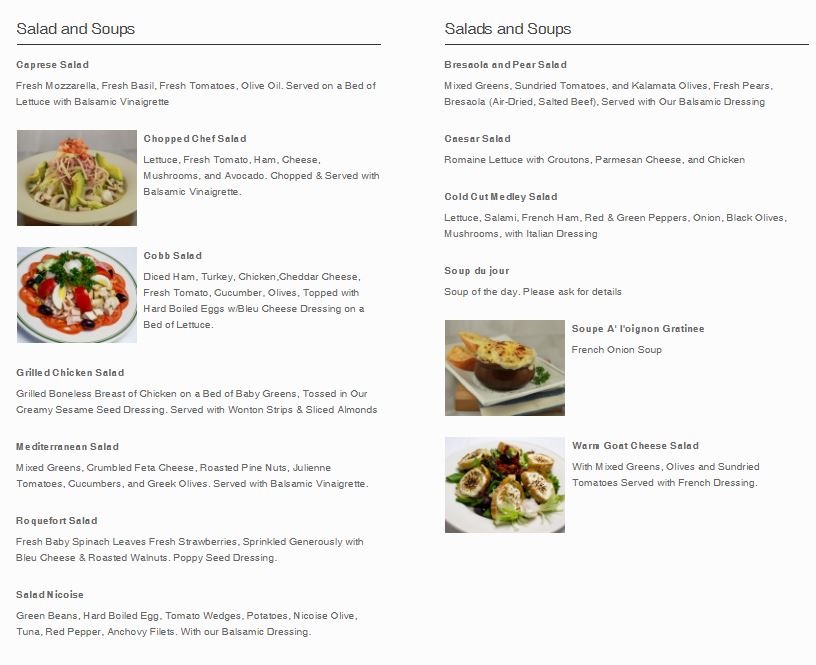 Salad and Soups
Caprese Salad
Fresh Mozzarella, Fresh Basil, Fresh Tomatoes, Olive Oil. Served on a Bed of
Lettuce with Balsamic Vinaigrette
Chopped Chef Salad
Lettuce, Fresh Tomato, Ham, Cheese,
Mushrooms, and Avocado. Chopped & Served with
Balsamic Vinaigrette.
Cobb Salad
Diced Ham, Turkey, Chicken,Cheddar Cheese,
Fresh Tomato, Cucumber, Olives, Topped with
Hard Boiled Eggs w/Bleu Cheese Dressing on a
Bed of Lettuce.
Grilled Chicken Salad
Grilled Boneless Breast of Chicken on a Bed of Baby Greens, Tossed in Our
Creamy Sesame Seed Dressing. Served with Wonton Strips & Sliced Almonds
Mediterranean Salad
Mixed Greens, Crumbled Feta Cheese, Roasted Pine Nuts, Julienne
Tomatoes, Cucumbers, and Greek Olives. Served with Balsamic Vinaigrette.
Roquefort Salad
Fresh Baby Spinach Leaves Fresh Strawberries, Sprinkled Generously with
Bleu Cheese & Roasted Walnuts. Poppy Seed Dressing.
Salad Nicoise
Green Beans, Hard Boiled Egg, Tomato Wedges, Potatoes, Nicoise Olive,
Tuna, Red Pepper, Anchovy Filets. With our Balsamic Dressing.
Salads and Soups
Bresaola and Pear Salad
Mixed Greens, Sundried Tomatoes, and Kalamata Olives, Fresh Pears,
Bresaola (Air-Dried, Salted Beef), Served with Our Balsamic Dressing
Caesar Salad
Romaine Lettuce with Croutons, Parmesan Cheese, and Chicken
Cold Cut Medley Salad
Lettuce, Salami, French Ham, Red & Green Peppers, Onion, Black Olives,
Mushrooms, with Italian Dressing
Soup du jour
Soup of the day. Please ask for details
Soupe A' l'oignon Gratinee
French Onion Soup
Warm Goat Cheese Salad
With Mixed Greens, Olives and Sundried
Tomatoes Served with French Dressing.